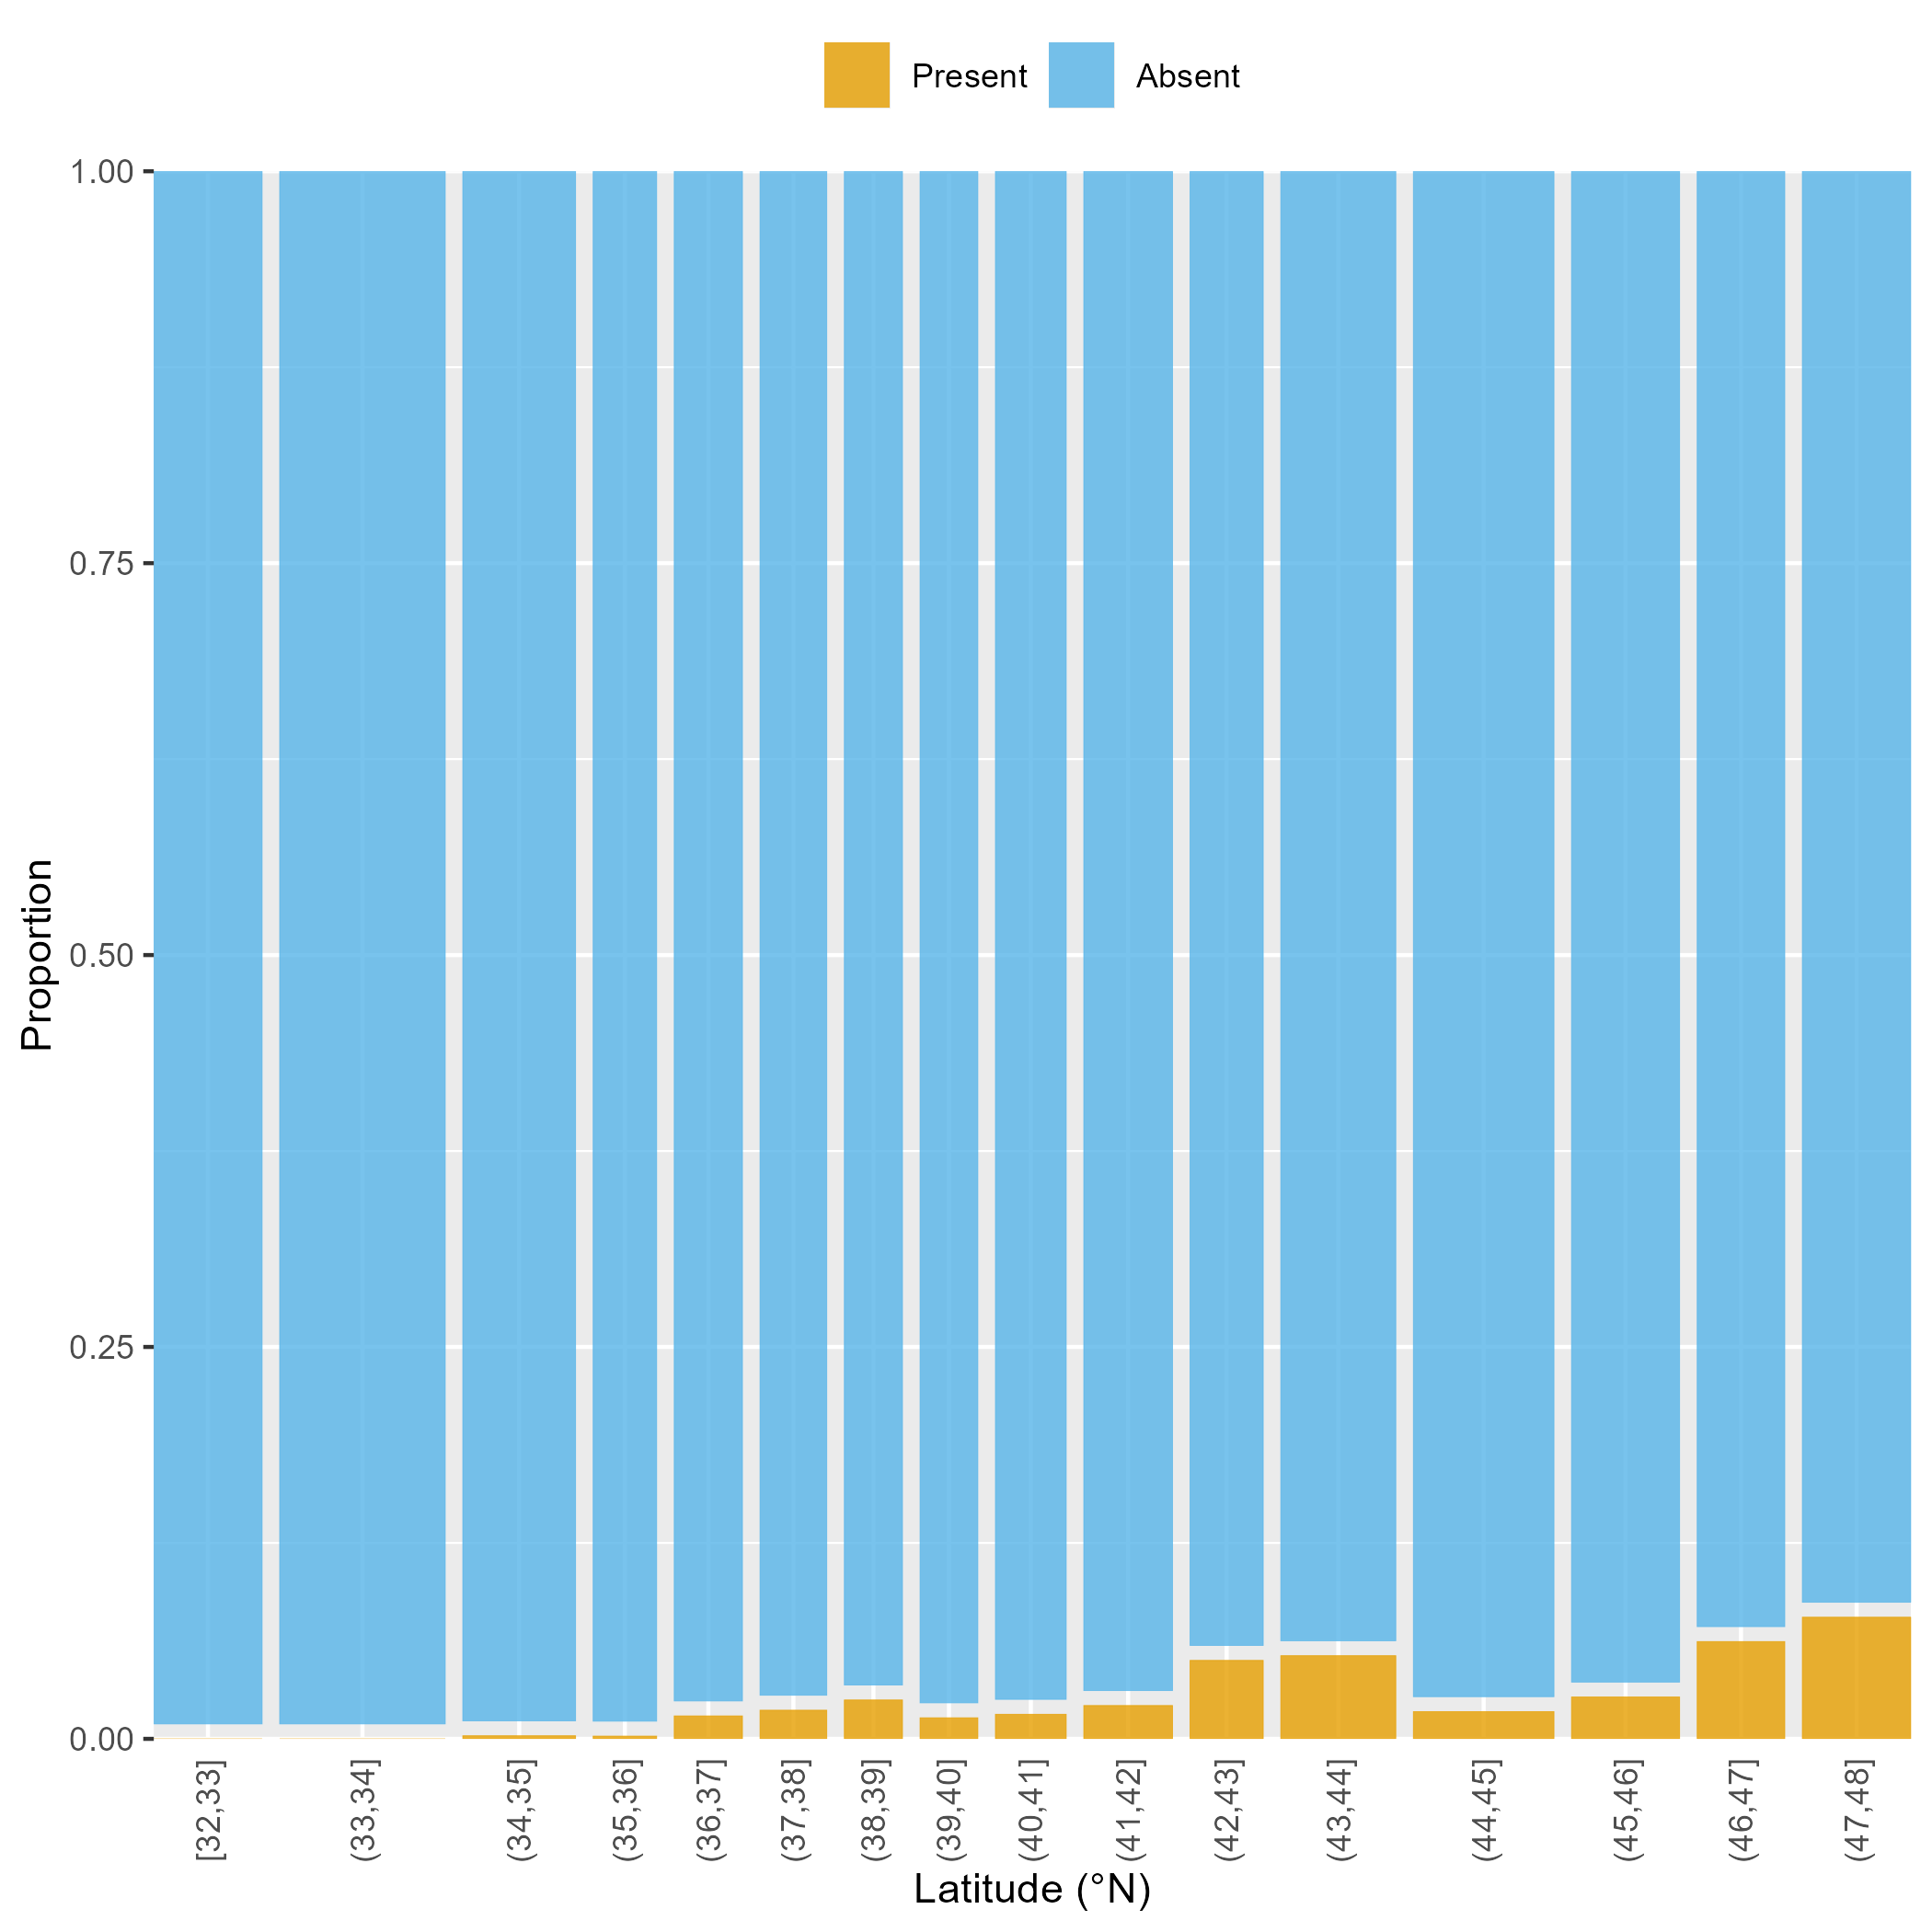 Present Absent
1.00
0.75
0.50
0.25
0.00
Proportion
[32,33] (33,34] (34,35] (35,36] (36,37] (37,38] (38,39] (39,40] (40,41] (41,42] (42,43] (43,44] (44,45] (45,46] (46,47] (47,48]
Latitude (°N)